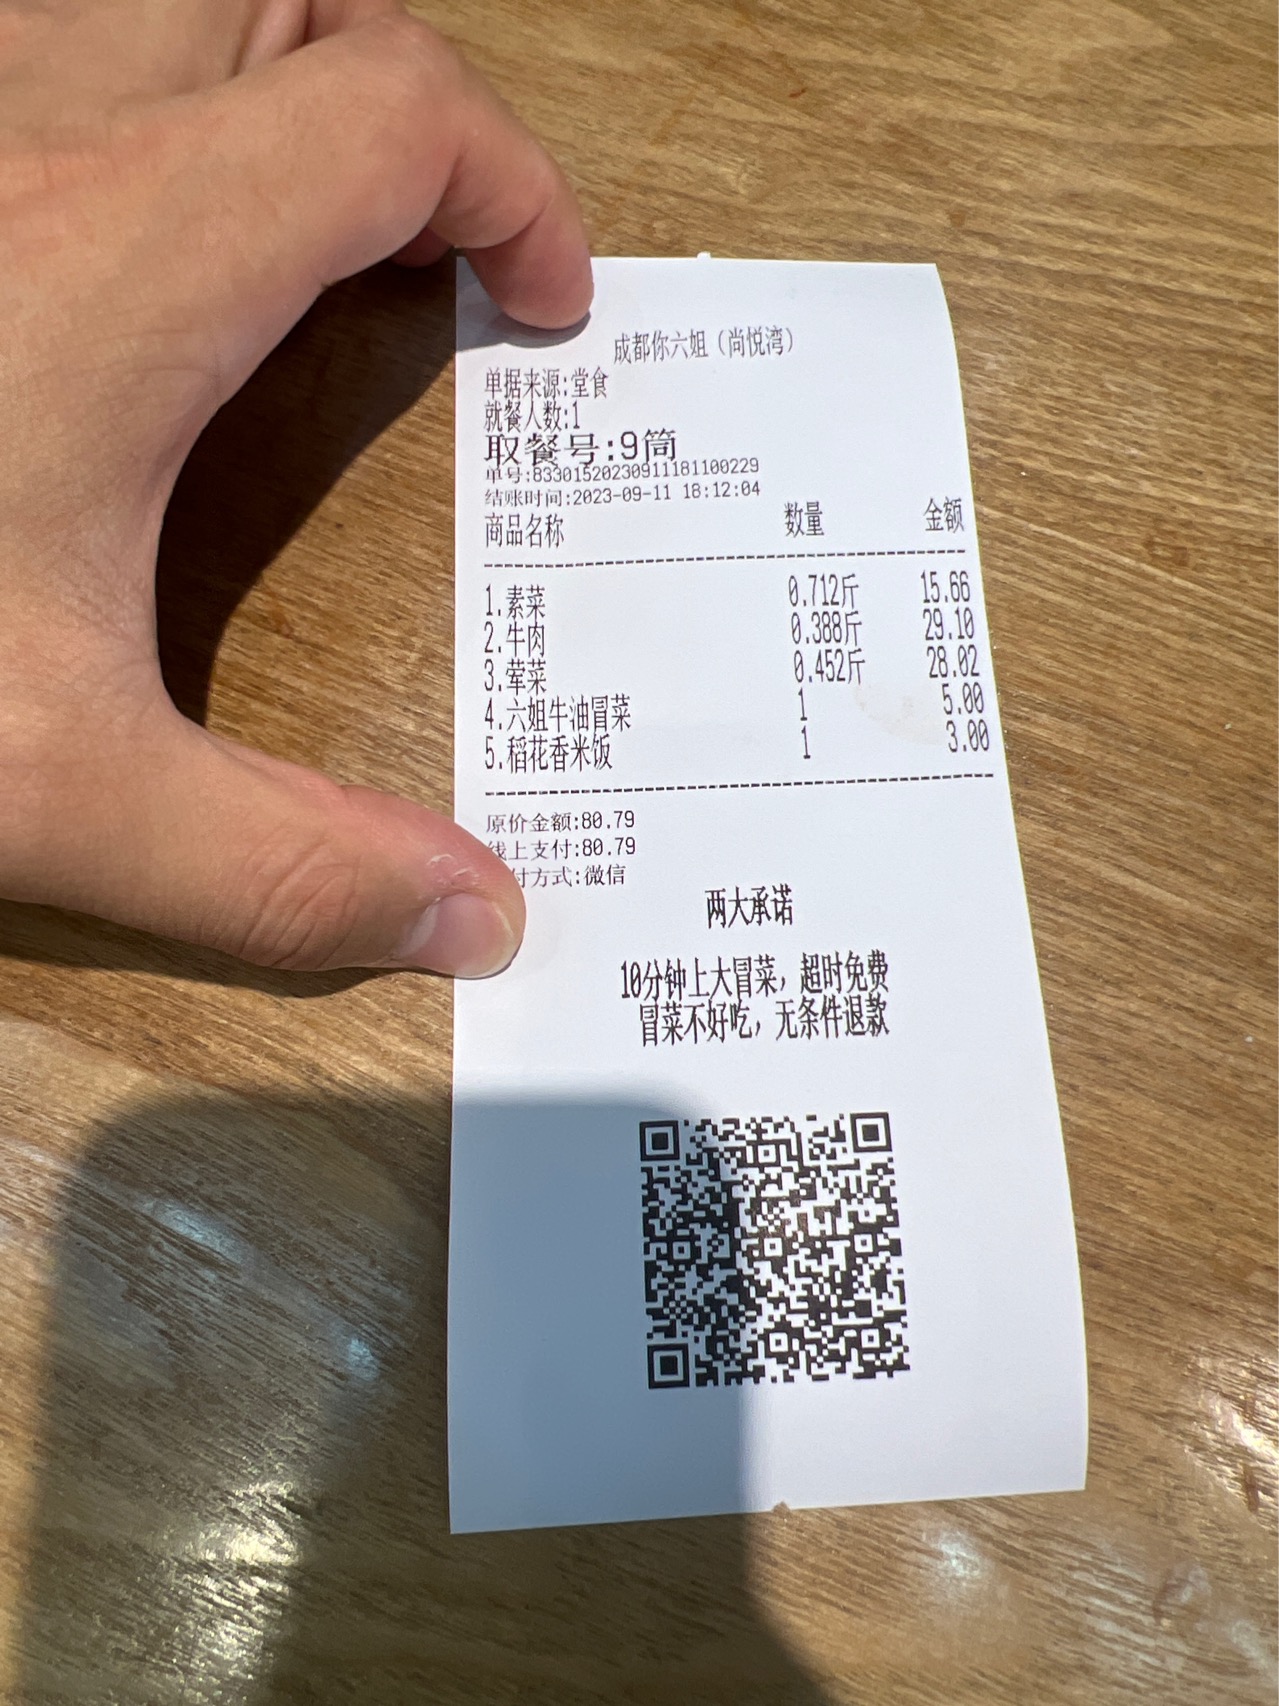 成都你六姐（尚悦湾）
单据来源:堂食
就餐人数:1
取餐号:9筒
单号:83301520230911181100229
结账时间:2023-09-11 18:12:04
商品名称 数量 金额
1.素菜 0.712斤 15.66
2.牛肉 0.388斤 29.10
3.荤菜 0.452斤 28.02
4.六姐牛油冒菜 1 5.00
5.稻花香米饭 1 3.00
原价金额:80.79
线上支付:80.79
付方式:微信
两大承诺
10分钟上大冒菜，超时免费
冒菜不好吃，无条件退款